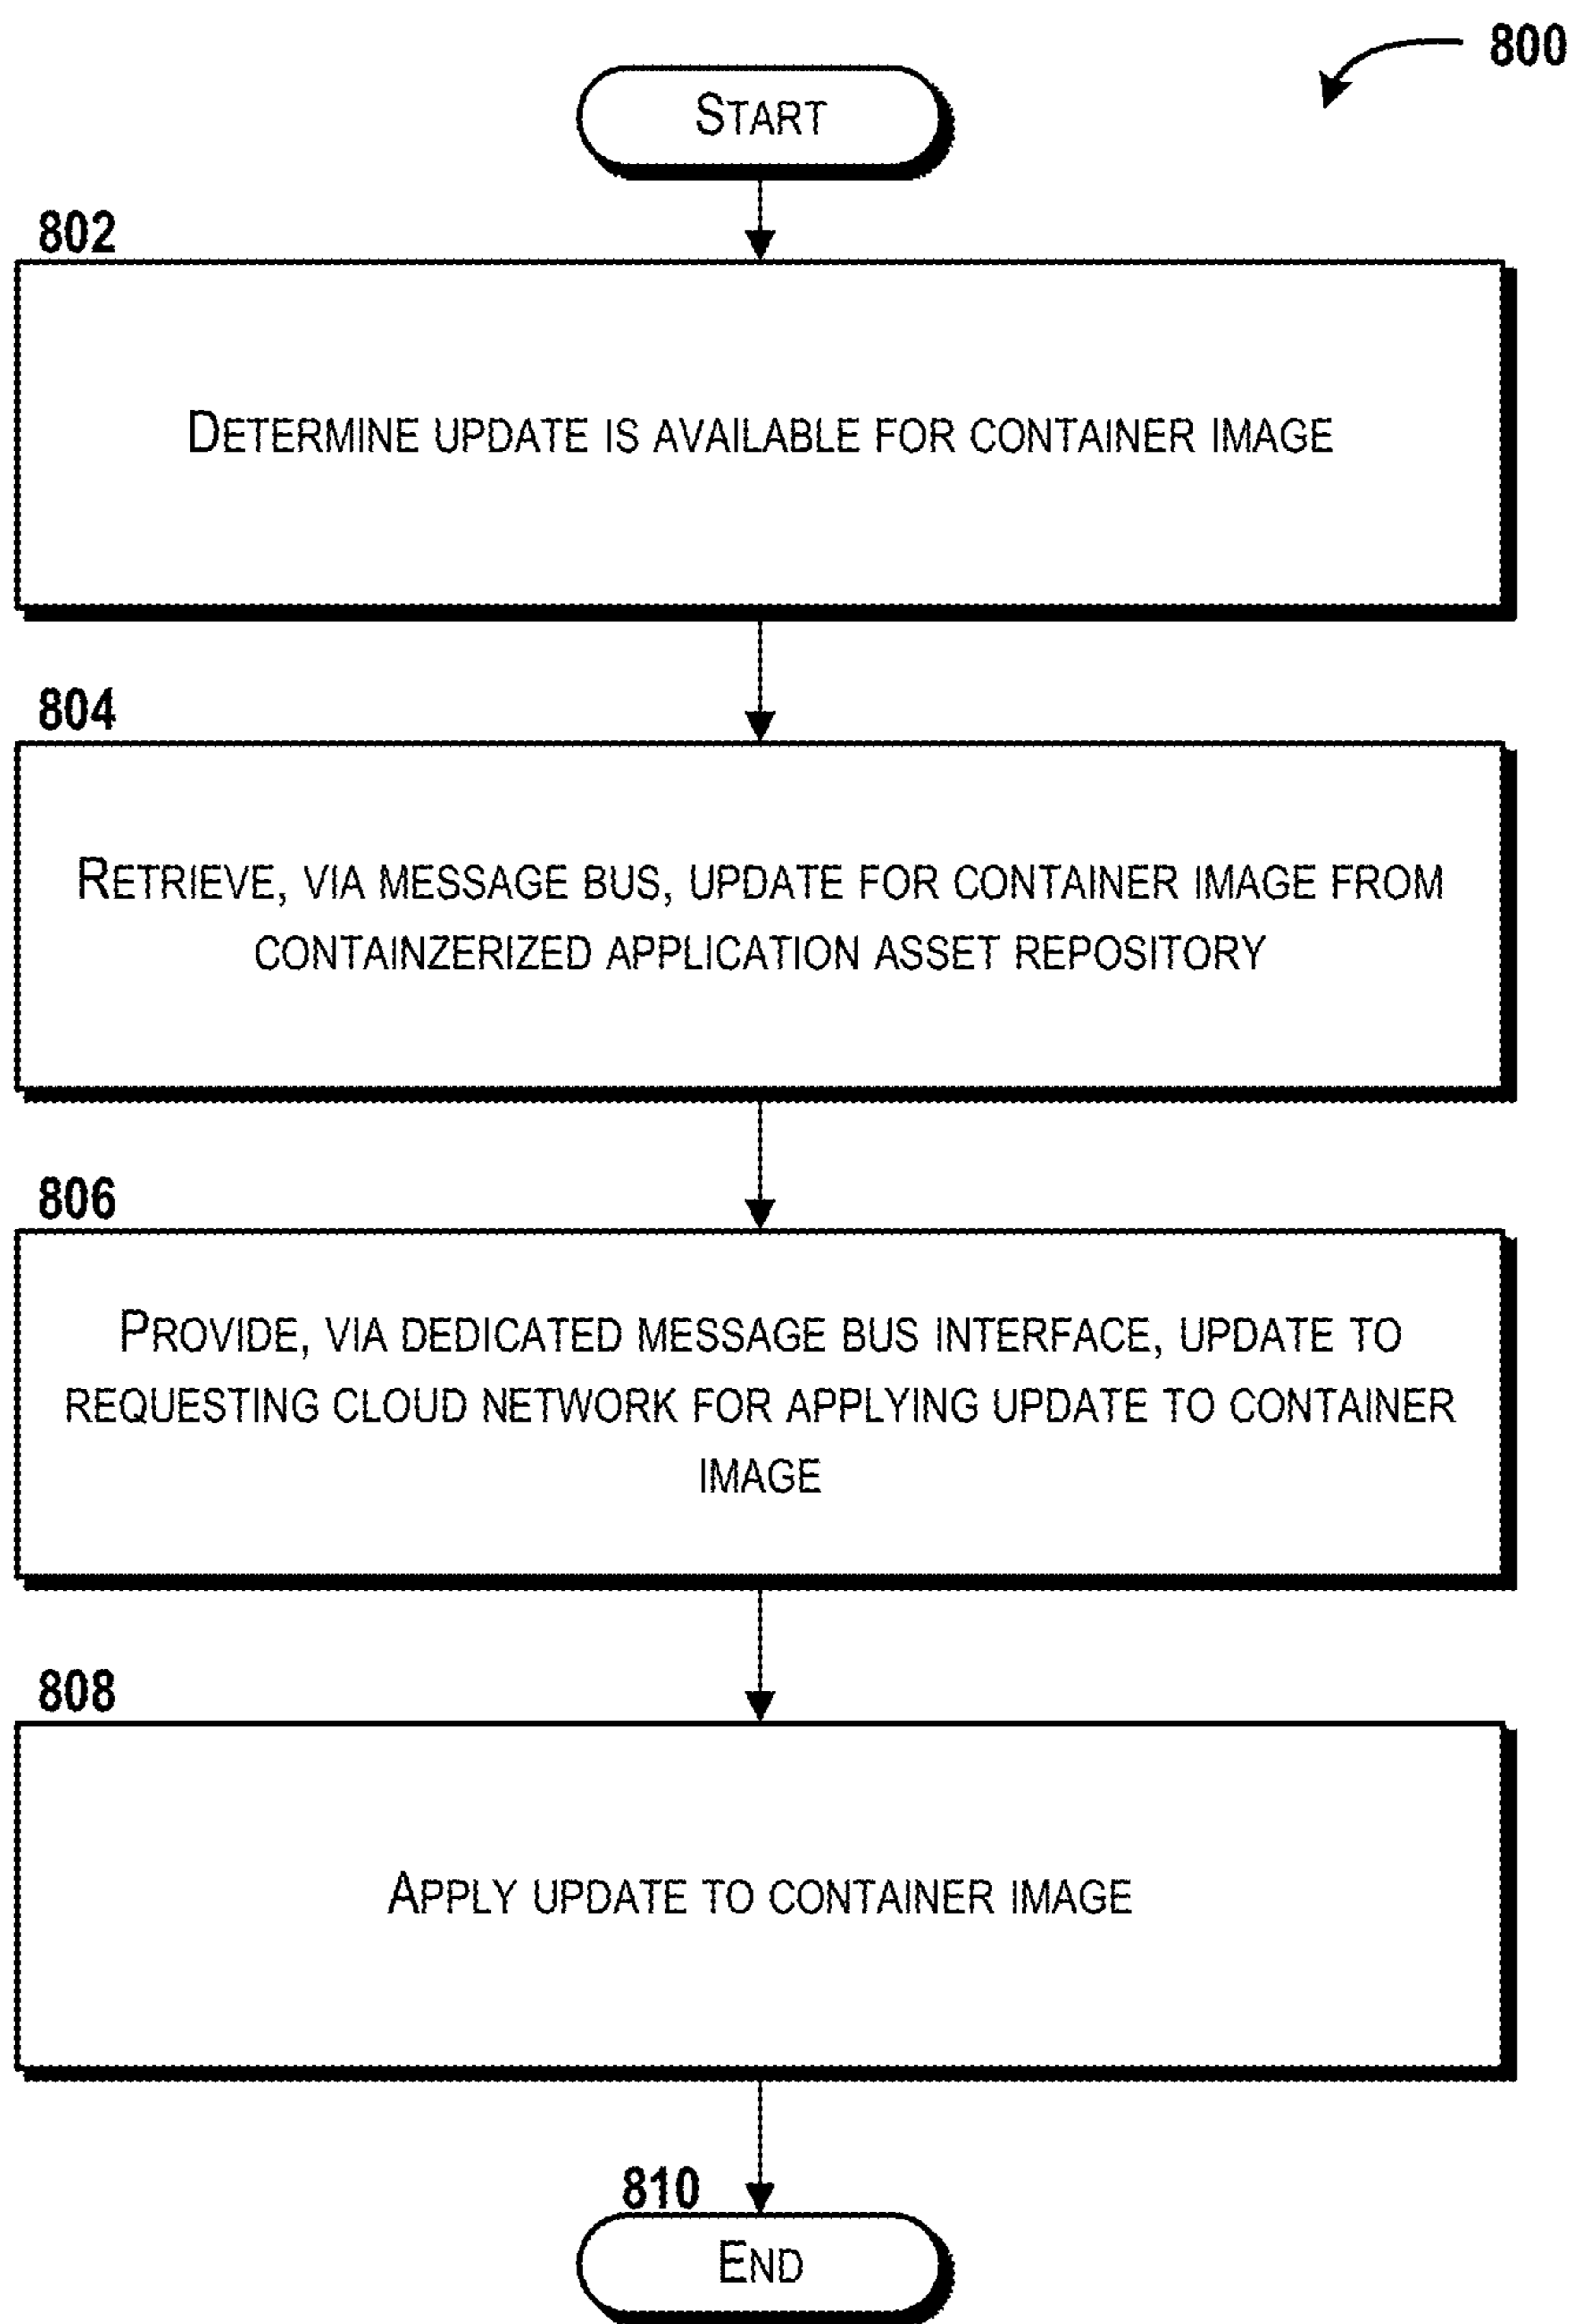 800
START
802
DETERMINE UPDATE IS AVAILABLE FOR CONTAINER IMAGE
804
RETRIEVE, VIA MESSAGE BUS, UPDATE FOR CONTAINER IMAGE FROM
CONTAINZERIZED APPLICATION ASSET REPOSITORY
806
PROVIDE, VIA DEDICATED MESSAGE BUS INTERFACE, UPDATE TO
REQUESTING CLOUD NETWORK FOR APPLYING UPDATE TO CONTAINER
IMAGE
808
APPLY UPDATE TO CONTAINER IMAGE
810
END